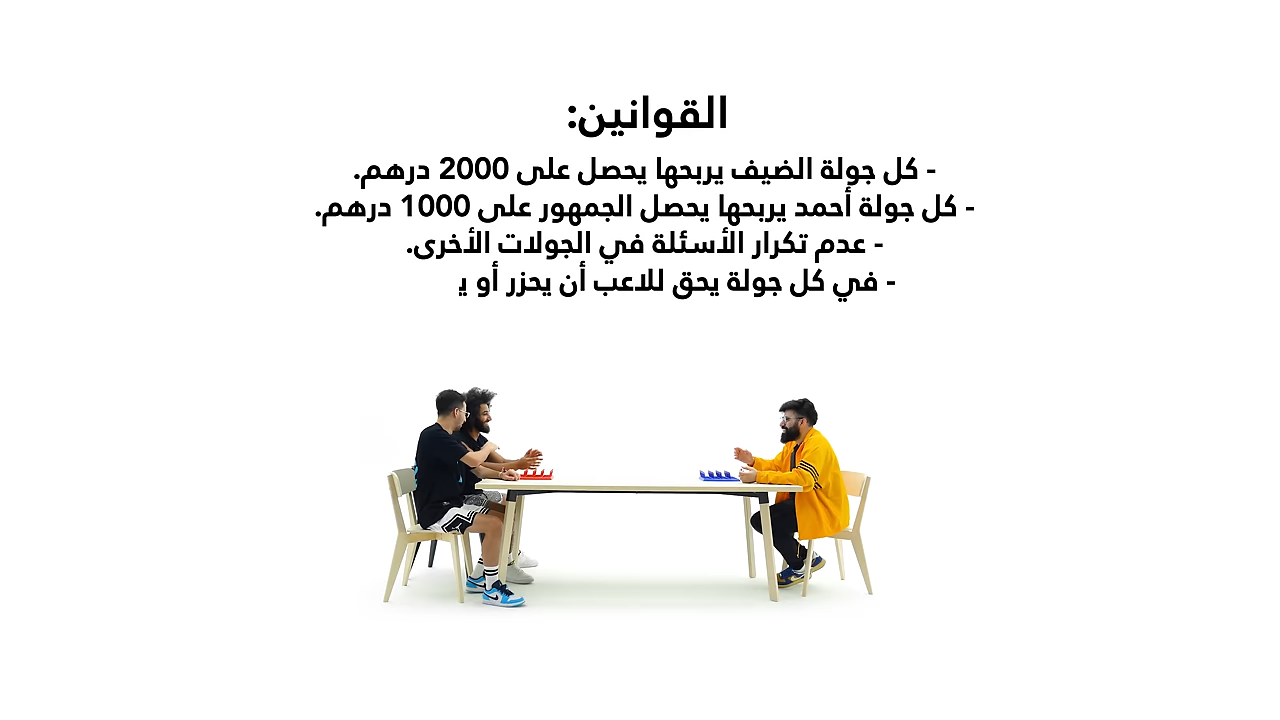 القوانين:
- كل جولة الضيف يربحها يحصل على 2000 درهم.
- كل جولة أحمد يربحها يحصل الجمهور على 1000 درهم.
- عدم تكرار الأسئلة في الجولات الأخرى.
- في كل جولة يحق للاعب أن يحزر أو ي